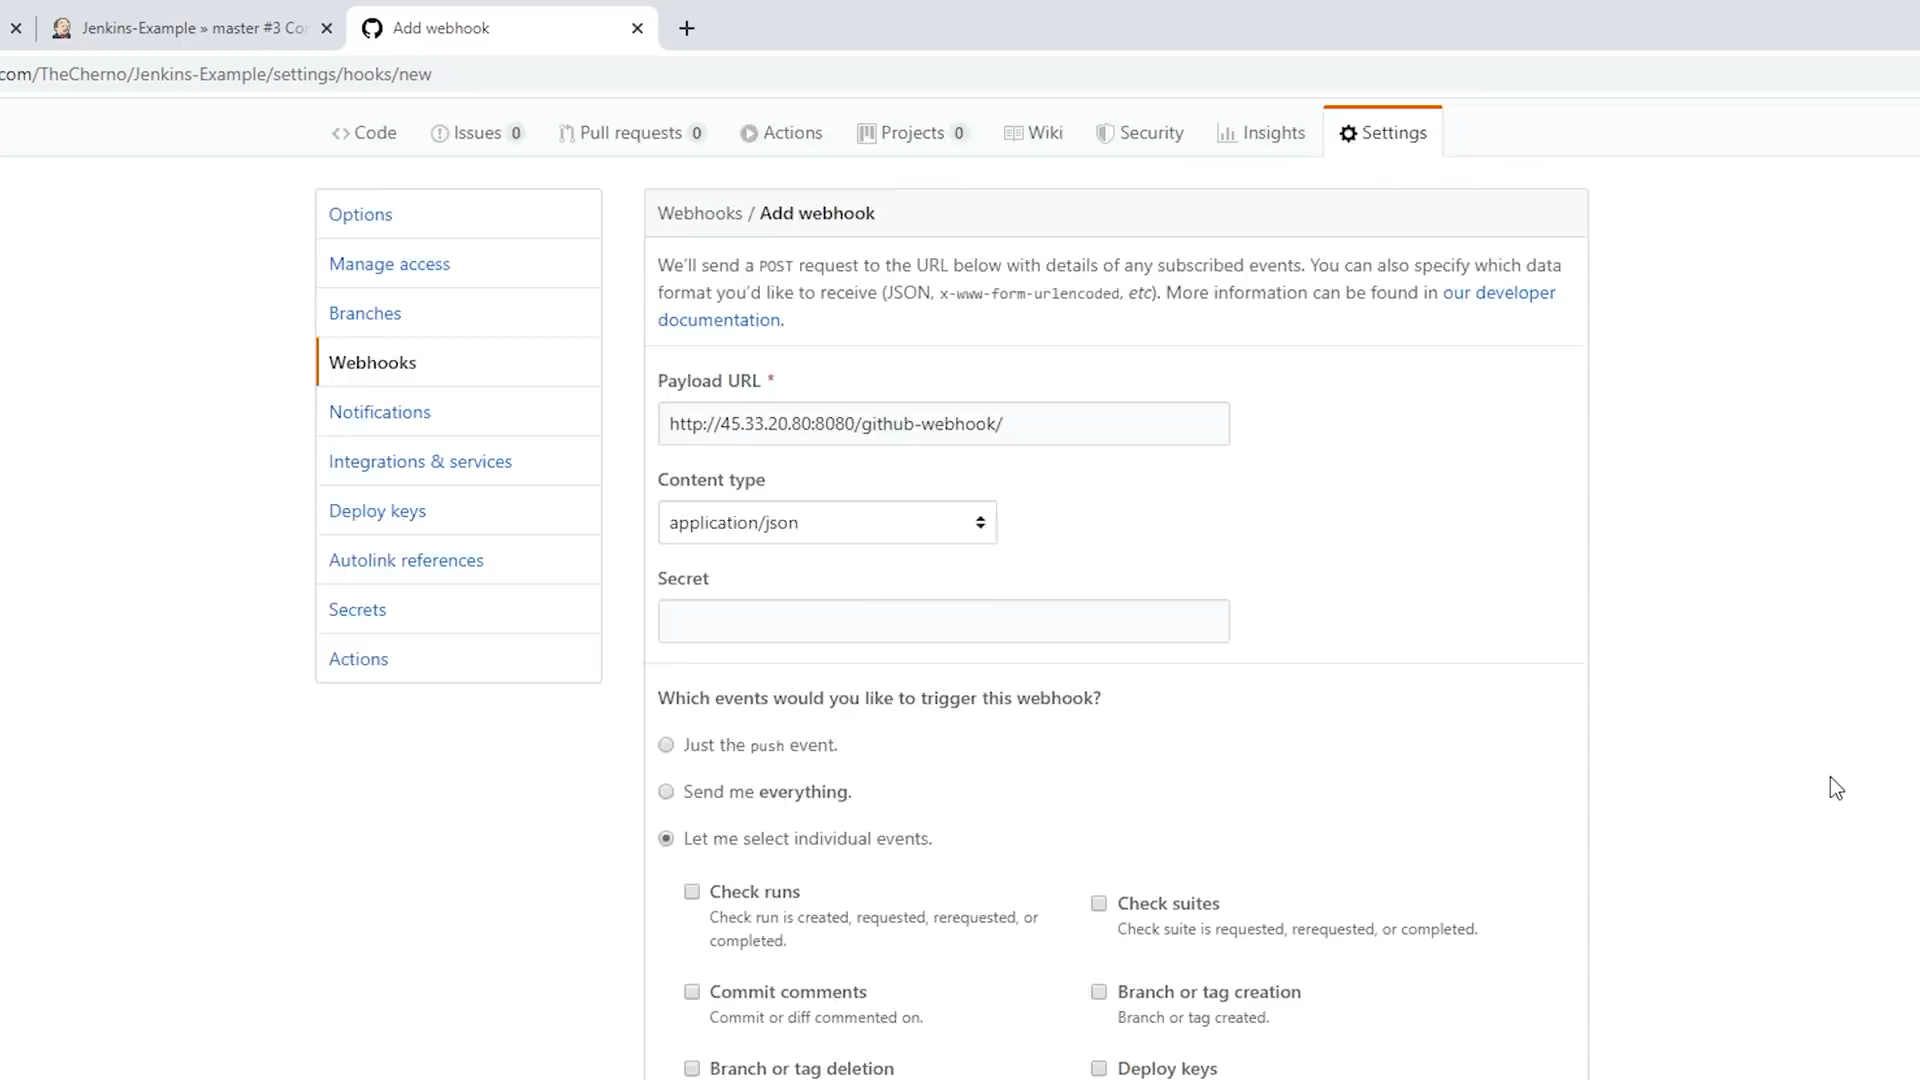 Jenkins-Example » master #3 Con
Add webhook
com/TheCherno/Jenkins-Example/settings/hooks/new
Code
Issues 0
Pull requests 0
Actions
Projects 0
Wiki
Security
Insights
Settings
Options
Manage access
Branches
Webhooks
Notifications
Integrations & services
Deploy keys
Autolink references
Secrets
Actions
Webhooks / Add webhook
We'll send a POST request to the URL below with details of any subscribed events. You can also specify which data
format you'd like to receive (JSON, x-www-form-urlencoded, etc). More information can be found in our developer
documentation.
Payload URL *
http://45.33.20.80:8080/github-webhook/
Content type
application/json
Secret
Which events would you like to trigger this webhook?
Just the push event.
Send me everything.
Let me select individual events.
Check runs
Check run is created, requested, rerequested, or
completed.
Check suites
Check suite is requested, rerequested, or completed.
Commit comments
Commit or diff commented on.
Branch or tag creation
Branch or tag created.
Branch or tag deletion
Deploy keys